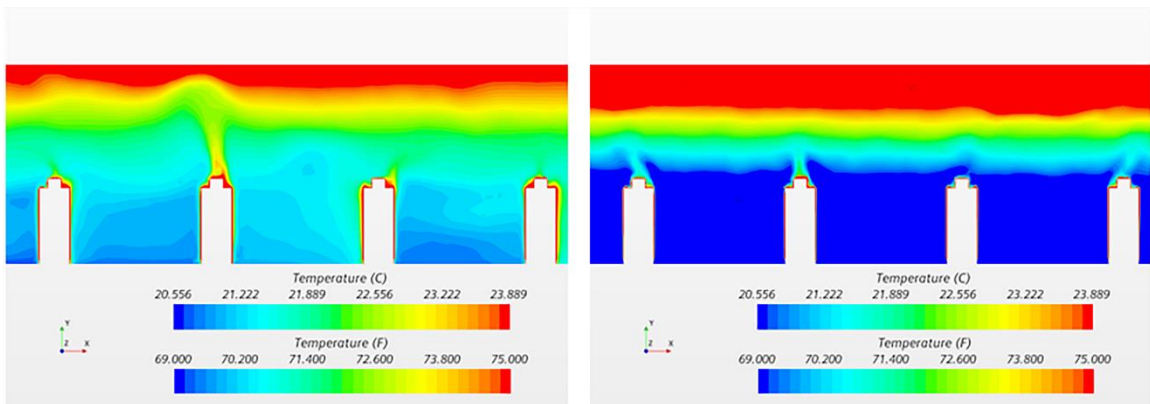 Temperature (C)
20.556 21.222 21.889 22.556 23.222 23.889
Temperature (F)
69.000 70.200 71.400 72.600 73.800 75.000
Y
Z X
Temperature (C)
20.556 21.222 21.889 22.556 23.222 23.889
Temperature (F)
69.000 70.200 71.400 72.600 73.800 75.000
Y
Z X